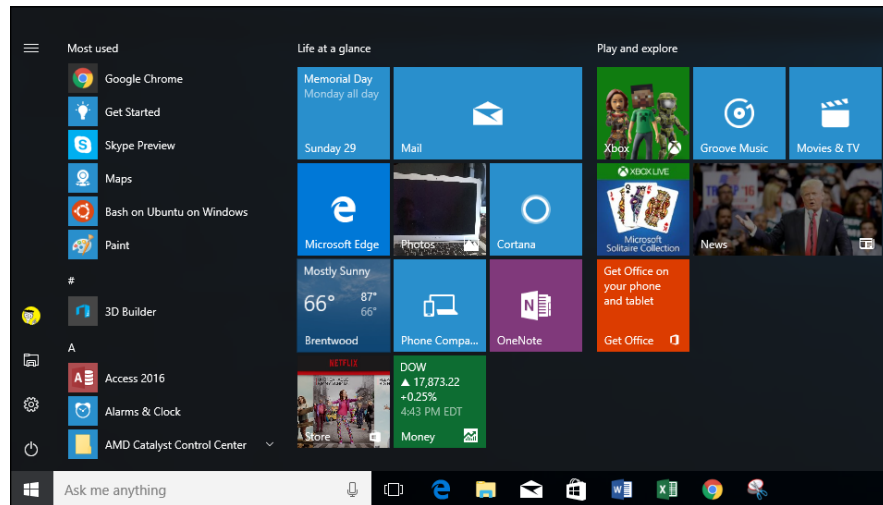 Most used
Google Chrome
Get Started
Skype Preview
Maps
Bash on Ubuntu on Windows
Paint
#
3D Builder
A
Access 2016
Alarms & Clock
AMD Catalyst Control Center
Life at a glance
Memorial Day
Monday all day
Sunday 29
Mail
Microsoft Edge
Photos
Cortana
Mostly Sunny
66°
87°
66°
Brentwood
Phone Compa...
OneNote
NETFLIX
Store
DOW
▲ 17,873.22
+0.25%
4:43 PM EDT
Money
Play and explore
Xbox
Groove Music
Movies & TV
XBOX LIVE
Microsoft
Solitaire Collection
News
Get Office on
your phone
and tablet
Get Office
Ask me anything